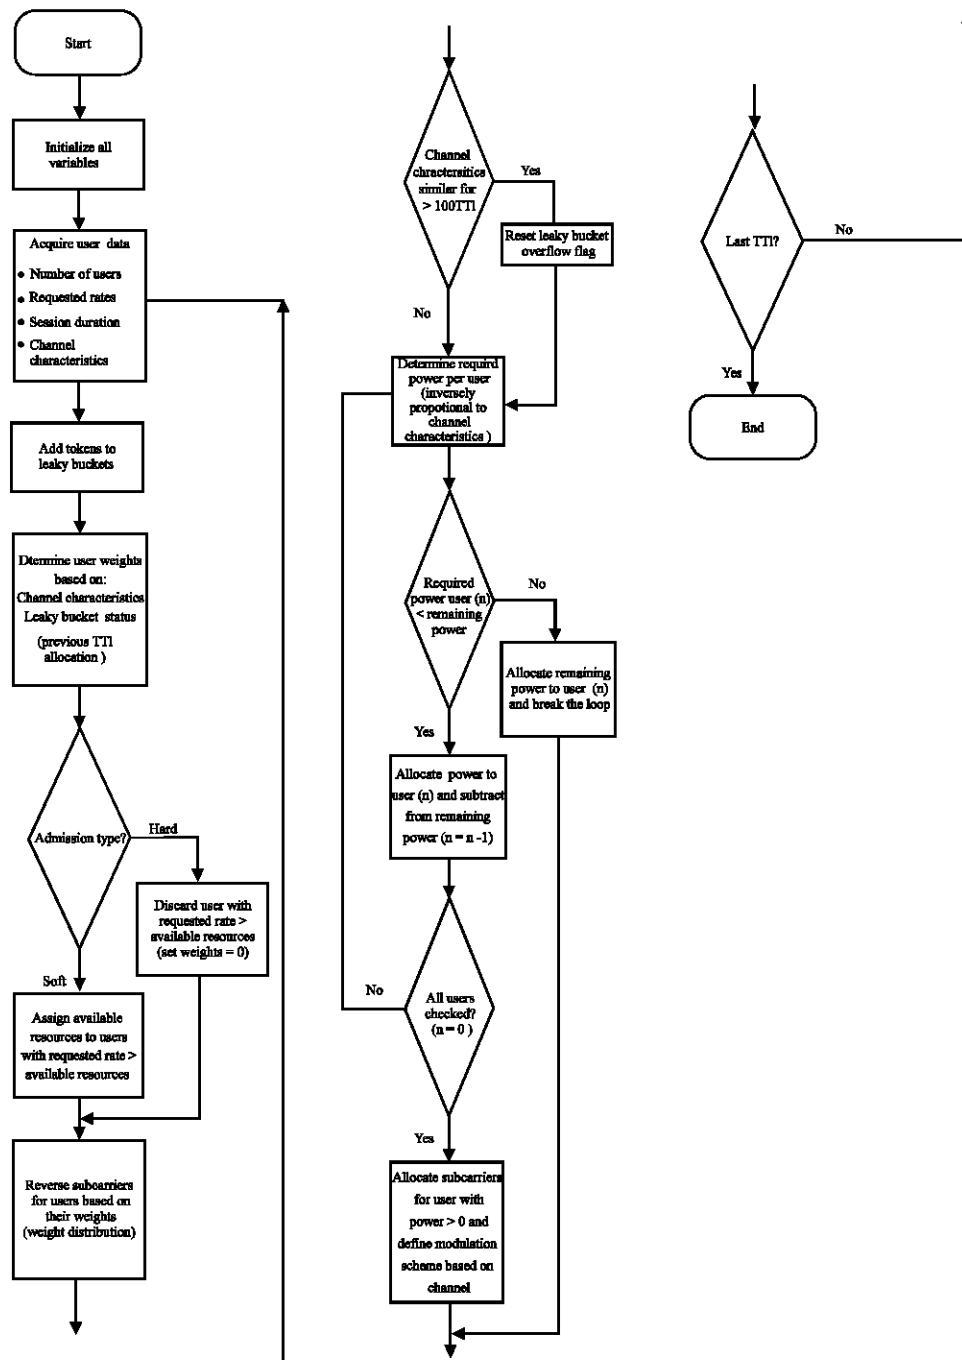 Start
Initialize all
variables
Acquire user data
• Number of users
• Requested rates
• Session duration
• Channel
characteristics
Add tokens to
leaky buckets
Dtermine user weights
based on:
Channel characteristics
Leaky bucket status
(previous TTl
allocation )
Admission type?
Hard
Discard user with
requested rate >
available resources
(set weights = 0)
Soft
Assign available
resources to users
with requested rate >
available resources
Reverse subcarriers
for users based on
their weights
(weight distribution)
Channel
chractersitics
similar for
> 100TTl
Yes
Reset leaky bucket
overflow flag
No
Determine requird
power per user
(inversely
propotional to
channel
characteristics )
Required
power user (n)
< remaining
power
No
Allocate remaining
power to user (n)
and break the loop
Yes
Allocate power to
user (n) and subtract
from remaining
power (n = n -1)
No
All users
checked?
(n = 0 )
Yes
Allocate subcarriers
for user with
power > 0 and
define modulation
scheme based on
channel
Last TTl?
No
Yes
End